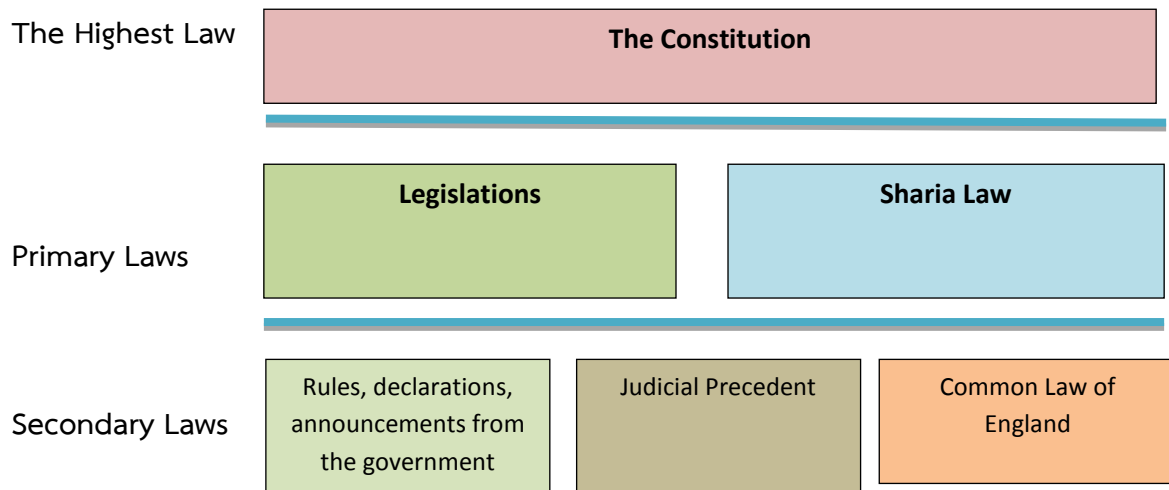 The Highest Law
The Constitution
Legislations
Sharia Law
Primary Laws
Rules, declarations,
announcements from
the government
Judicial Precedent
Common Law of
England
Secondary Laws